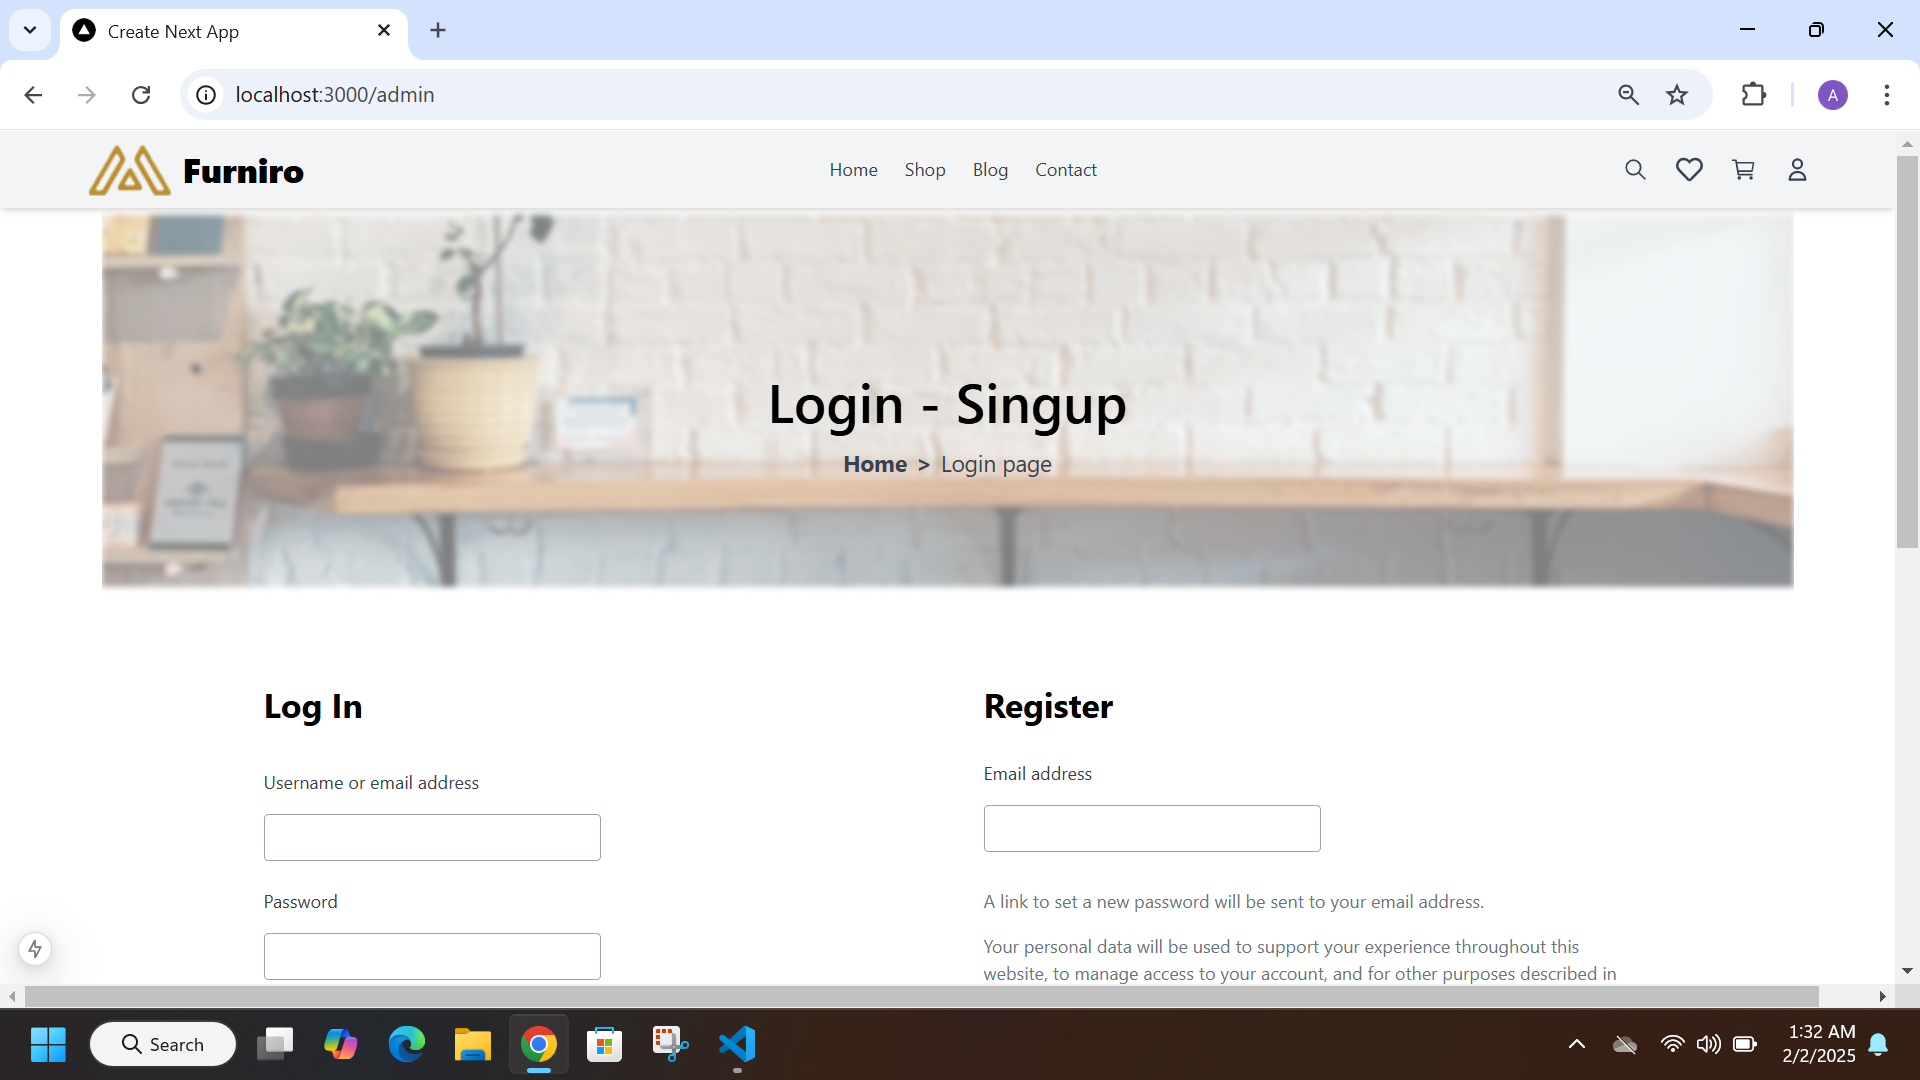 Create Next App
localhost:3000/admin
A
Furniro
Home Shop Blog Contact
Login - Singup
Home > Login page
Log In
Username or email address
Password
Register
Email address
A link to set a new password will be sent to your email address.
Your personal data will be used to support your experience throughout this
website, to manage access to your account, and for other purposes described in
Search
1:32 AM
2/2/2025